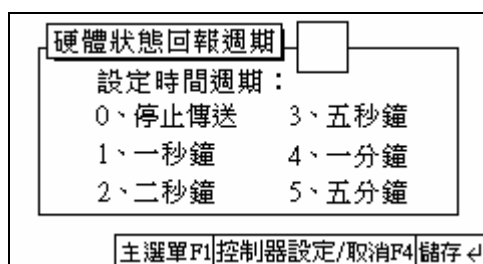 硬體狀態回報週期
設定時間週期：
0、停止傳送 3、五秒鐘
1、一秒鐘 4、一分鐘
2、二秒鐘 5、五分鐘
主選單F1 控制器設定/取消F4 儲存↵